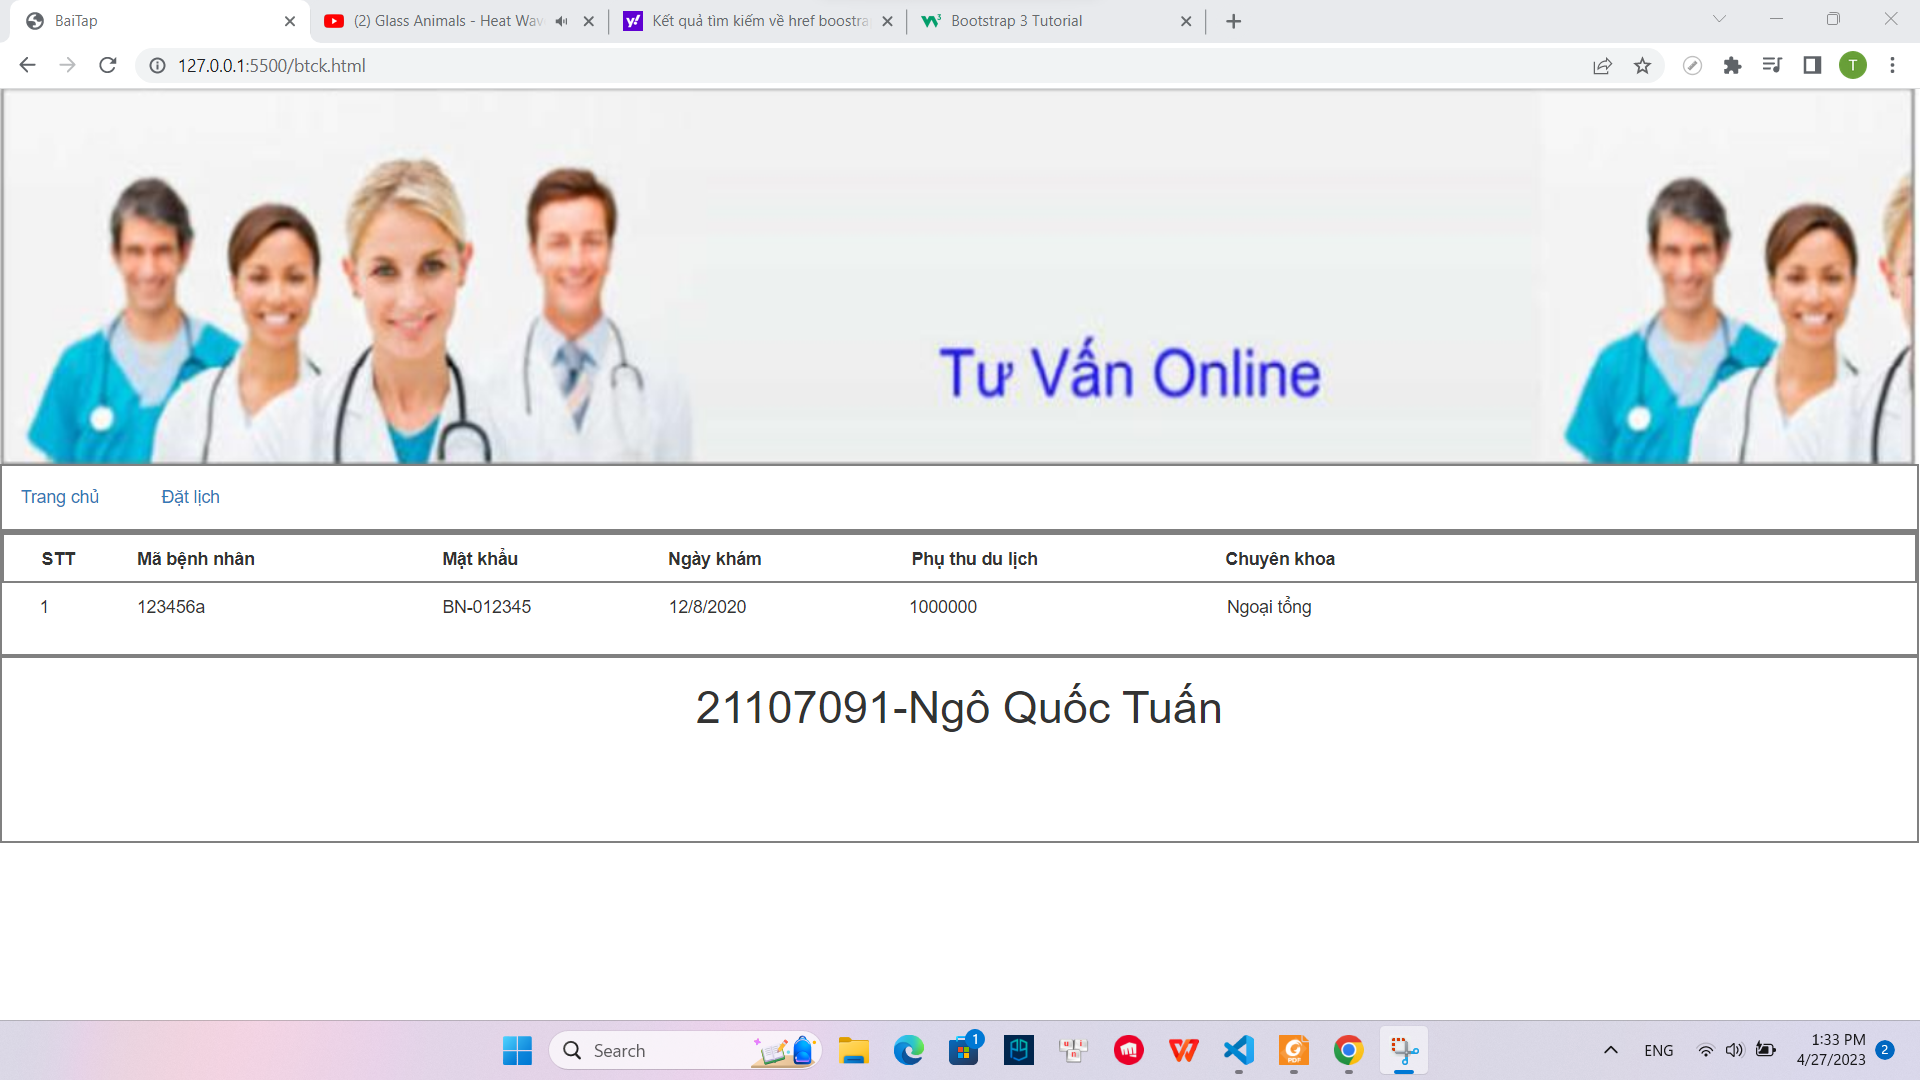 BaiTap
(2) Glass Animals - Heat Wav
Kết quả tìm kiếm về href boostra
Bootstrap 3 Tutorial
127.0.0.1:5500/btck.html
T
Tư Vấn Online
Trang chủ Đặt lịch
STT Mã bệnh nhân Mật khẩu Ngày khám Phụ thu du lịch Chuyên khoa
1 123456a BN-012345 12/8/2020 1000000 Ngoại tổng
21107091-Ngô Quốc Tuấn
Search
1
PDF
ENG
1:33 PM
4/27/2023
2